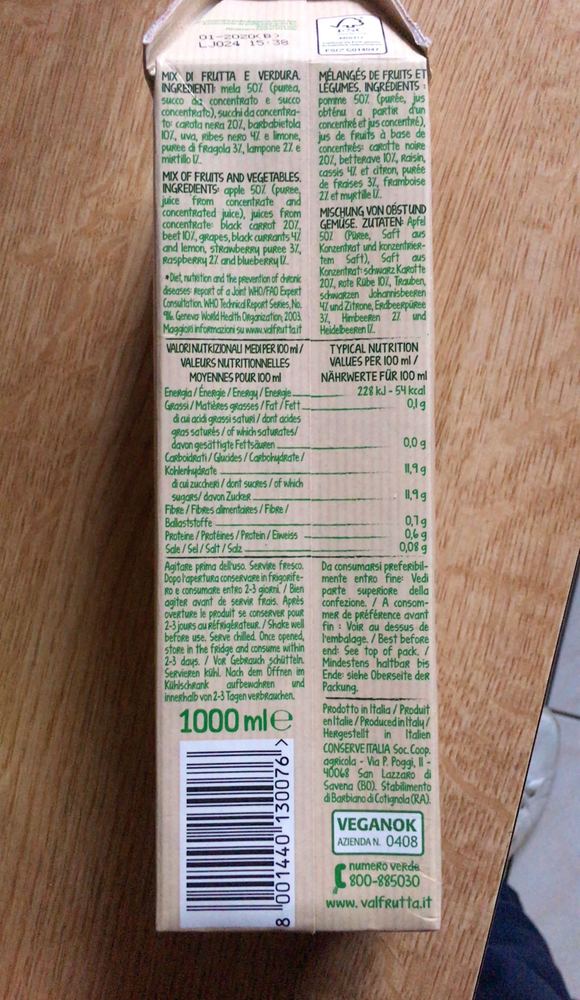 01-2020(B)
LJ024 15:38
FSC
MIX DI FRUTTA E VERDURA.
INGREDIENTI: mela 50% (purea,
succo da concentrato e succo
concentrato), succhi da concentra-
to: carota nera 20%, barbabietola
10%, uva, ribes nero 4% e limone,
puree di fragola 3%, lampone 2% e
mirtillo 1%.
MIX OF FRUITS AND VEGETABLES.
INGREDIENTS: apple 50% (puree,
juice from concentrate and
concentrated juice), juices from
concentrate: black carrot 20%,
beet 10%, grapes, black currants 4%
and lemon, strawberry puree 3%,
raspberry 2% and blueberry 1%.
*Diet, nutrition and the prevention of chronic
diseases: report of a Joint WHO/FAO Expert
Consultation. WHO Technical Report Series, No.
916. Geneva: World Health Organization; 2003.
Maggiori informazioni su www.valfrutta.it
MÉLANGÉS DE FRUITS ET
LÉGUMES. INGRÉDIENTS :
pomme 50% (purée, jus
obténu a partir d'un
concentré et jus concentré),
jus de fruits à base de
concentrés: carotte noire
20%, betterave 10%, raisin,
cassis 4% et citron, purée
de fraises 3%, framboise
2% et myrtille 1%.
MISCHUNG VON OBST UND
GEMÜSE. ZUTATEN: Apfel
50% (Püree, Saft aus
Konzentrat und konzentrier-
tem Saft), Saft aus
Konzentrat: schwarz Karotte
20%, rote Rübe 10%, Trauben,
schwarzen Johannisbeeren
4% und Zitrone, Erdbeerpüree
3%, Himbeeren 2% und
Heidelbeeren 1%.
VALORI NUTRIZIONALI MEDI PER 100 ml /
VALEURS NUTRITIONNELLES
MOYENNES POUR 100 ml
TYPICAL NUTRITION
VALUES PER 100 ml /
NÄHRWERTE FÜR 100 ml
Energia / Énergie / Energy / Energie 228 kJ - 54 kcal
Grassi / Matières grasses / Fat / Fett 0,1 g
di cui acidi grassi saturi / dont acides
gras saturés / of which saturates/
davon gesättigte Fettsäuren 0,0 g
Carboidrati / Glucides / Carbohydrate /
Kohlenhydrate 11,9 g
di cui zuccheri / dont sucres / of which
sugars/ davon Zucker 11,9 g
Fibre / Fibres alimentaires / Fibre /
Ballaststoffe 0,7 g
Proteine / Protéines / Protein / Eiweiss 0,6 g
Sale / Sel / Salt / Salz 0,08 g
Agitare prima dell'uso. Servire fresco.
Dopo l'apertura conservare in frigorife-
ro e consumare entro 2-3 giorni. / Bien
agiter avant de servir frais. Après
overture le produit se conserver pour
2-3 jours au réfrigérateur. / Shake well
before use. Serve chilled. Once opened,
store in the fridge and consume within
2-3 days. / Vor Gebrauch schütteln.
Servieren kühl. Nach dem Öffnen im
Kühlschrank aufbewahren und
innerhalb von 2-3 Tagen verbrauchen.
1000 ml e
8 001440 130076 >
Da consumarsi preferibil-
mente entro fine: Vedi
parte superiore della
confezione. / A consom-
mer de préférence avant
fin : Voir au dessus de
l'embalage. / Best before
end: See top of pack. /
Mindestens haltbar bis
Ende: siehe Oberseite der
Packung.
Prodotto in Italia / Produit
en Italie / Produced in Italy /
Hergestellt in Italien
CONSERVE ITALIA Soc. Coop.
agricola - Via P. Poggi, 11 -
40068 San Lazzaro di
Savena (BO). Stabilimento
di Barbiano di Cotignola (RA).
VEGANOK
AZIENDA N. 0408
numero verde
800-885030
www.valfrutta.it